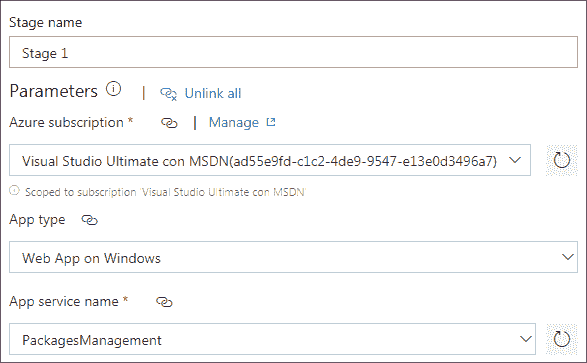 Stage name
Stage 1
Parameters | Unlink all
Azure subscription * | Manage
Visual Studio Ultimate con MSDN(ad55e9fd-c1c2-4de9-9547-e13e0d3496a7)
Scoped to subscription 'Visual Studio Ultimate con MSDN'
App type
Web App on Windows
App service name *
PackagesManagement